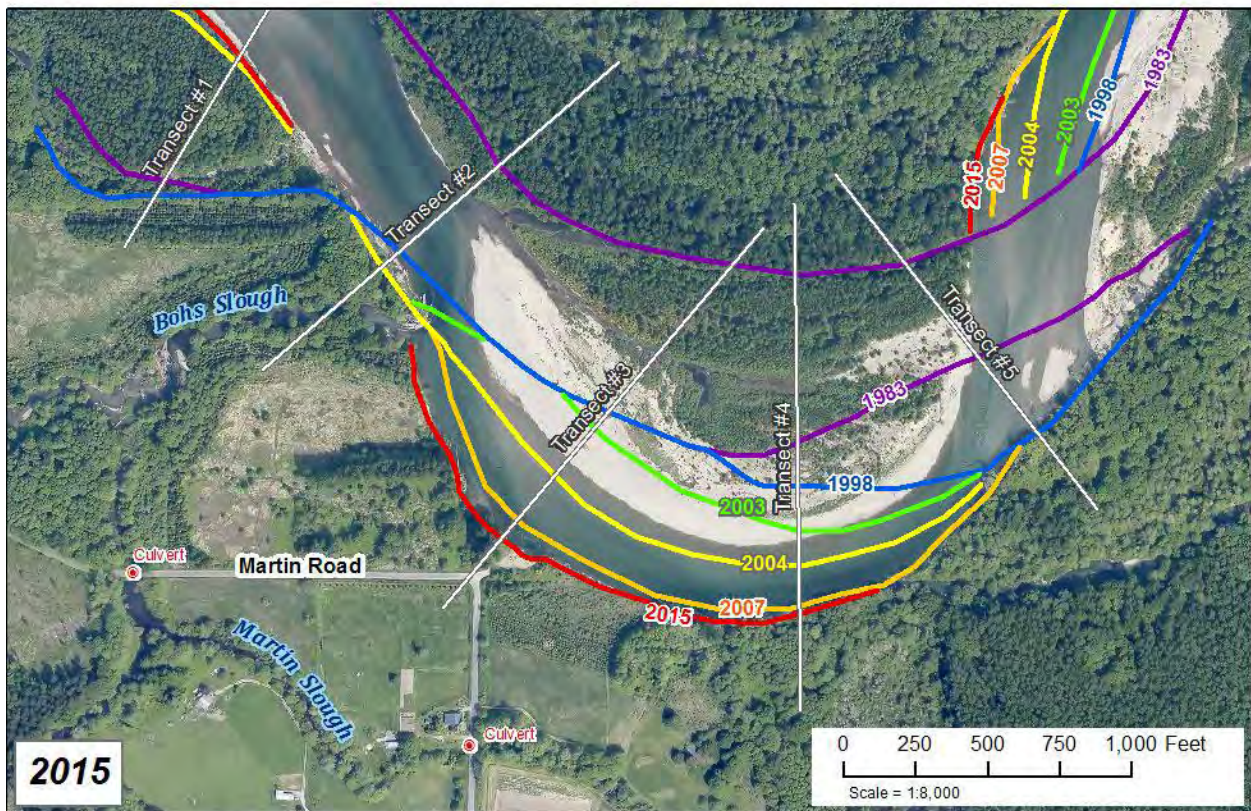 1983
1998
2003
2004
2007
2015
1983
Transect #1
Transect #2
Transect #3
Transect #4
Transect #5
Bohs Slough
1983
1998
2003
2004
2007
2015
Culvert
Martin Road
Martin Slough
Culvert
2015
0 250 500 750 1,000 Feet
Scale = 1:8,000